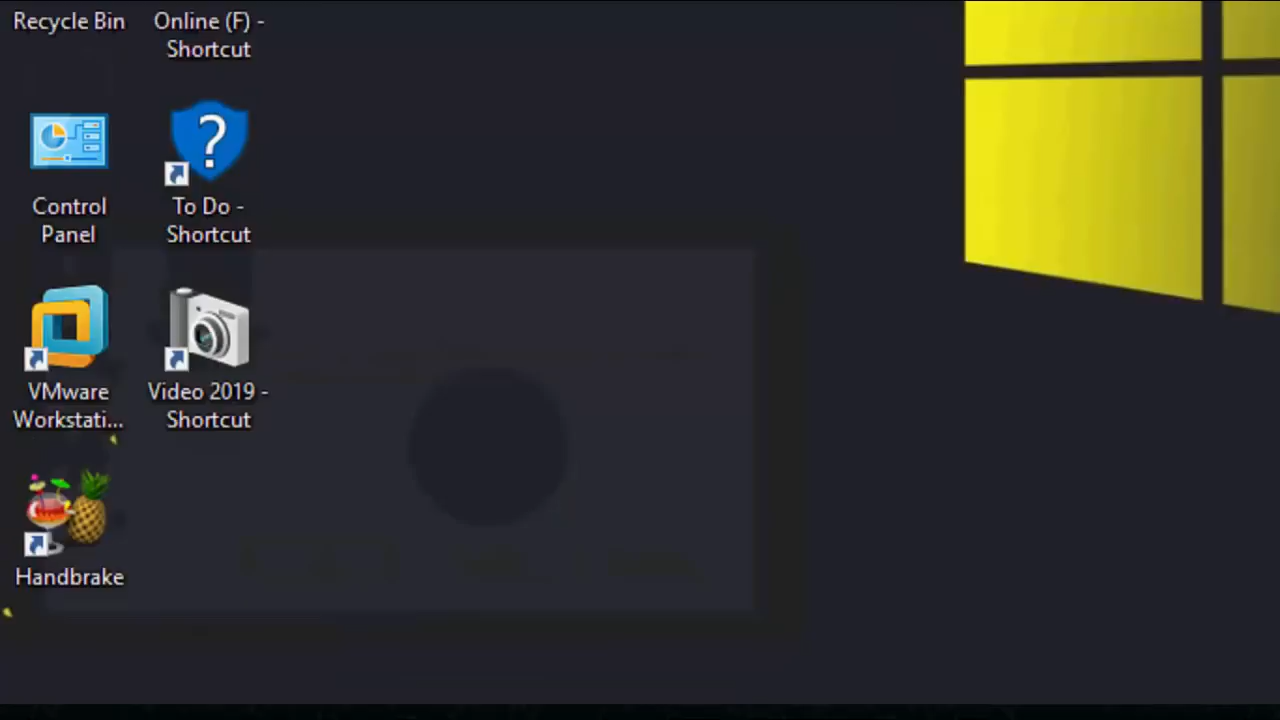 Recycle Bin
Online (F) -
Shortcut
Control
Panel
?
To Do -
Shortcut
VMware
Workstati...
Video 2019 -
Shortcut
Handbrake